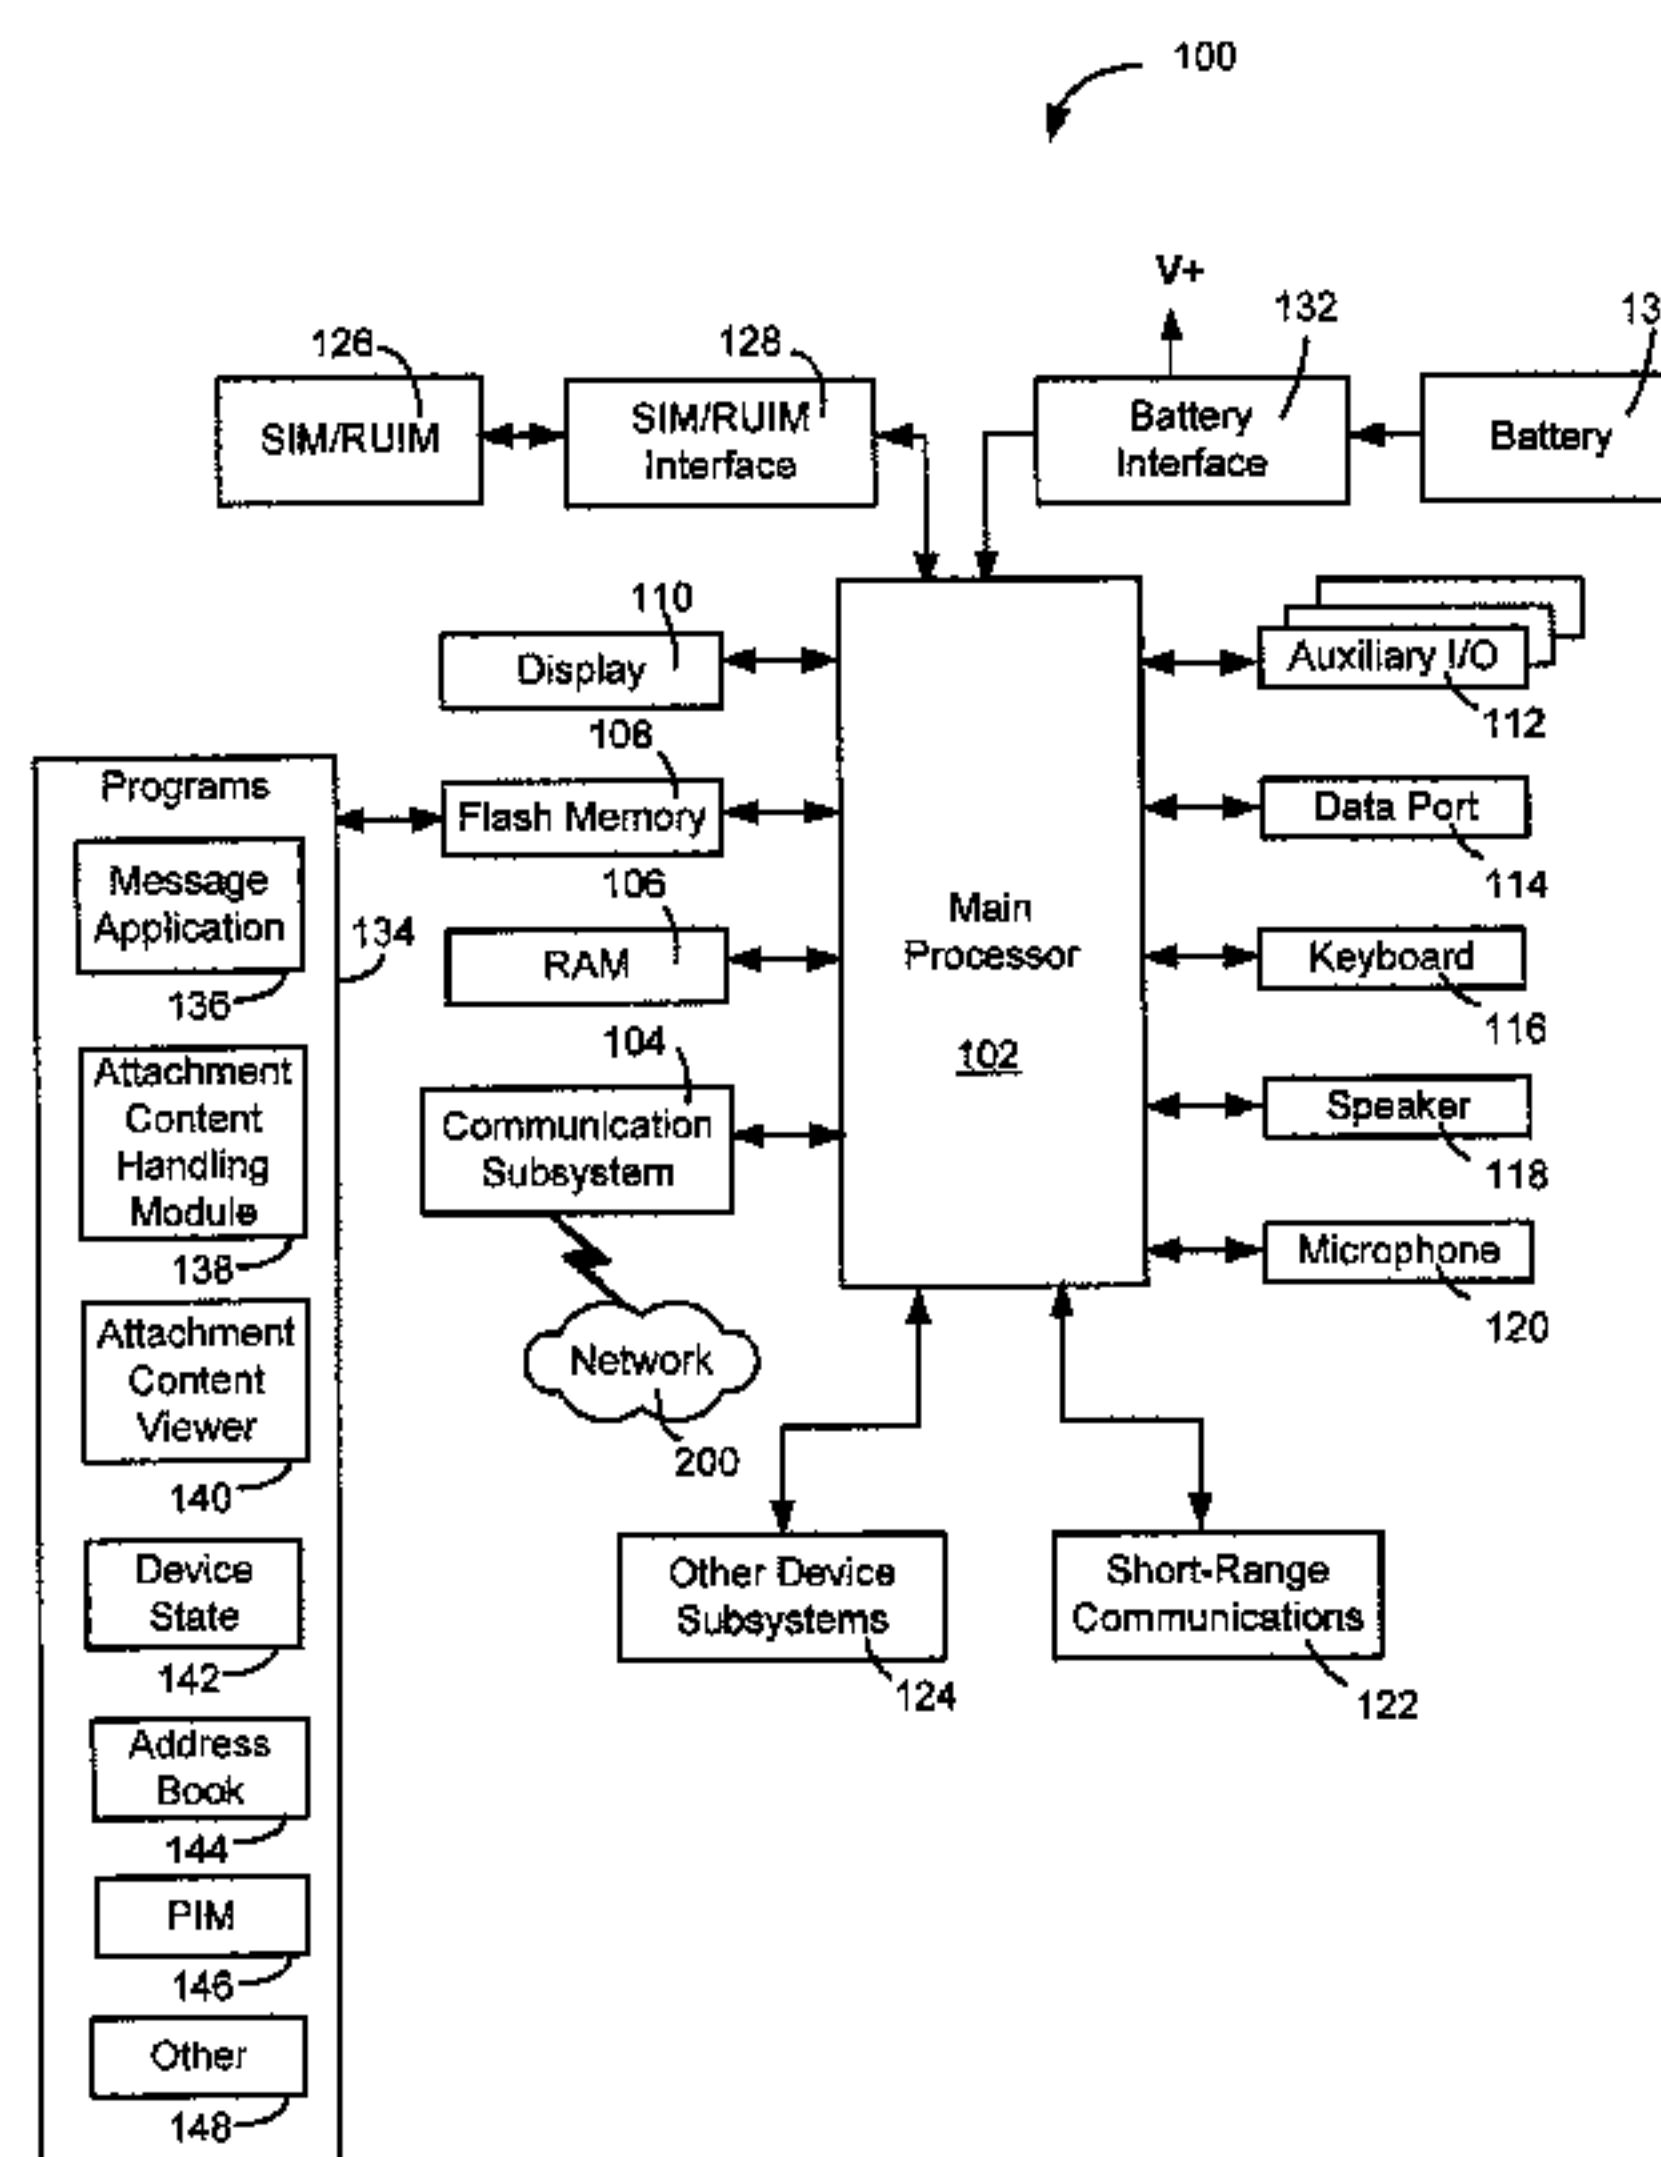 100
V+
126
128
132
13
SIM/RUIM
SIM/RUIM
Interface
Battery
Interface
Battery
110
Display
Auxiliary I/O
112
108
Flash Memory
Data Port
114
106
RAM
Main
Processor
102
Keyboard
116
104
Communication
Subsystem
Speaker
118
Microphone
120
Network
200
Other Device
Subsystems
124
Short-Range
Communications
122
Programs
134
Message
Application
136
Attachment
Content
Handling
Module
138
Attachment
Content
Viewer
140
Device
State
142
Address
Book
144
PIM
146
Other
148